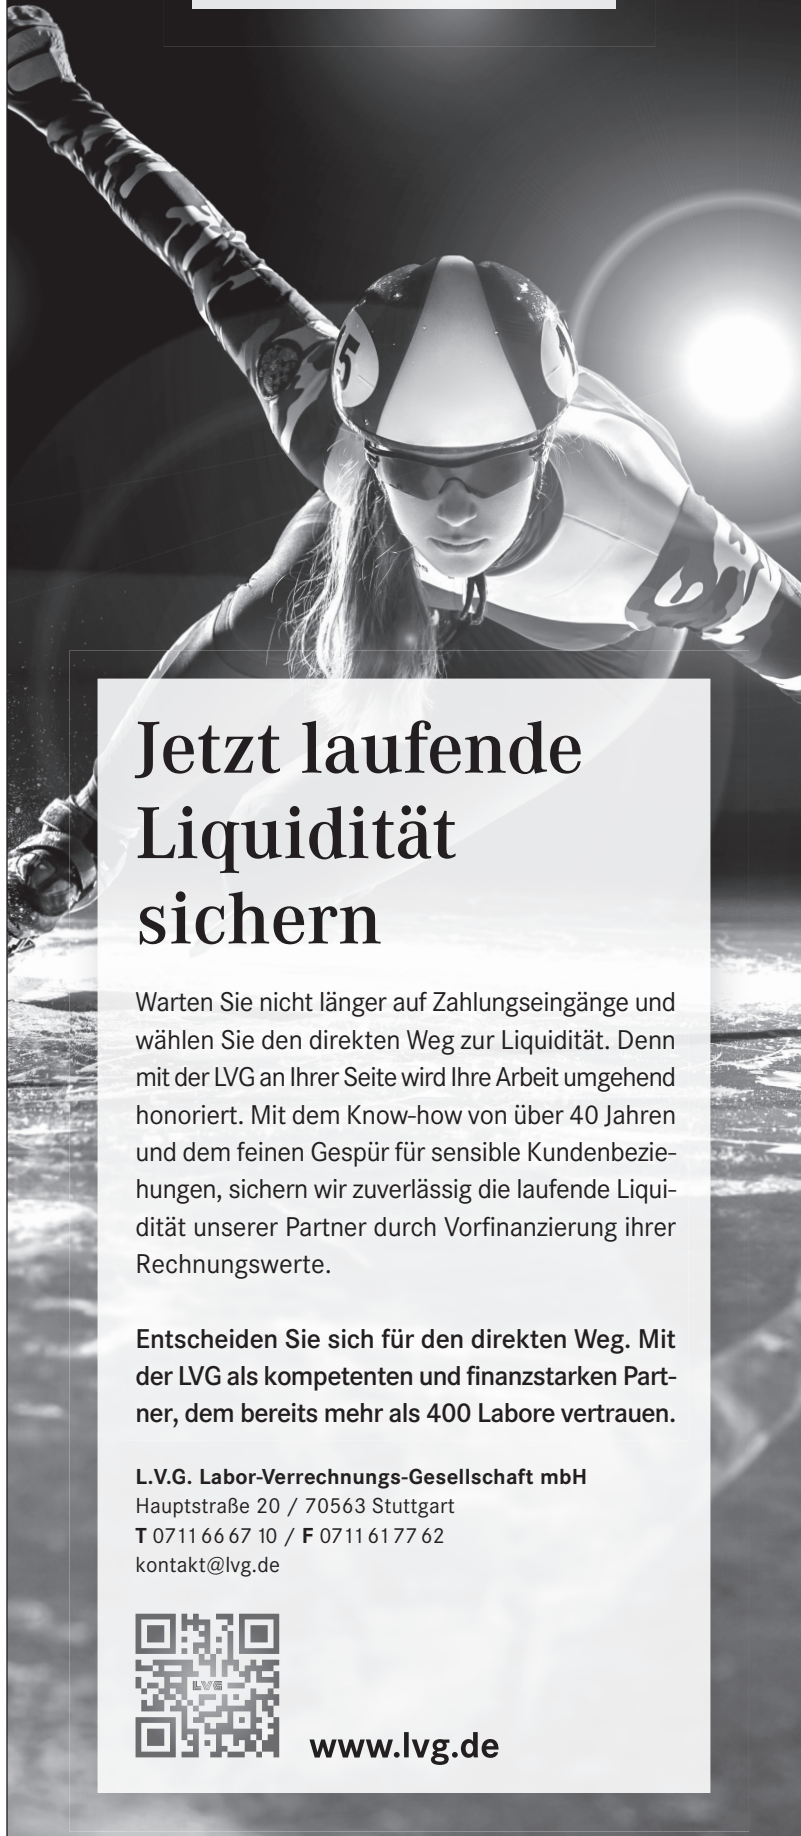 5
Jetzt laufende
Liquidität
sichern
Warten Sie nicht länger auf Zahlungseingänge und
wählen Sie den direkten Weg zur Liquidität. Denn
mit der LVG an Ihrer Seite wird Ihre Arbeit umgehend
honoriert. Mit dem Know-how von über 40 Jahren
und dem feinen Gespür für sensible Kundenbezie-
hungen, sichern wir zuverlässig die laufende Liqui-
dität unserer Partner durch Vorfinanzierung ihrer
Rechnungswerte.
Entscheiden Sie sich für den direkten Weg. Mit
der LVG als kompetenten und finanzstarken Part-
ner, dem bereits mehr als 400 Labore vertrauen.
L.V.G. Labor-Verrechnungs-Gesellschaft mbH
Hauptstraße 20 / 70563 Stuttgart
T 0711 66 67 10 / F 0711 61 77 62
kontakt@lvg.de
LVG
www.lvg.de